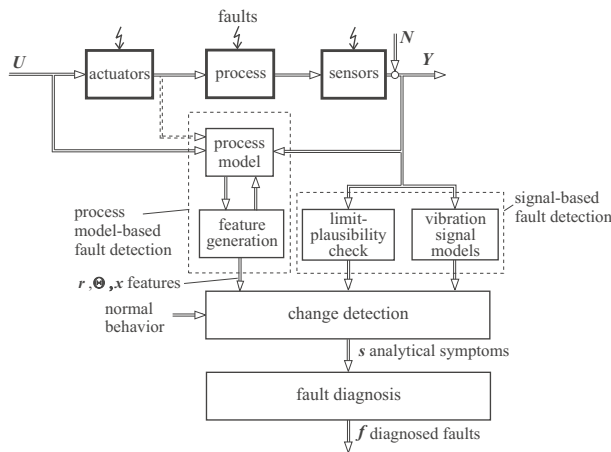 faults
U
actuators
process
sensors
N
Y
process
model
process
model-based
fault detection
feature
generation
limit-
plausibility
check
vibration
signal
models
signal-based
fault detection
r ,Θ ,x features
normal
behavior
change detection
s analytical symptoms
fault diagnosis
f diagnosed faults